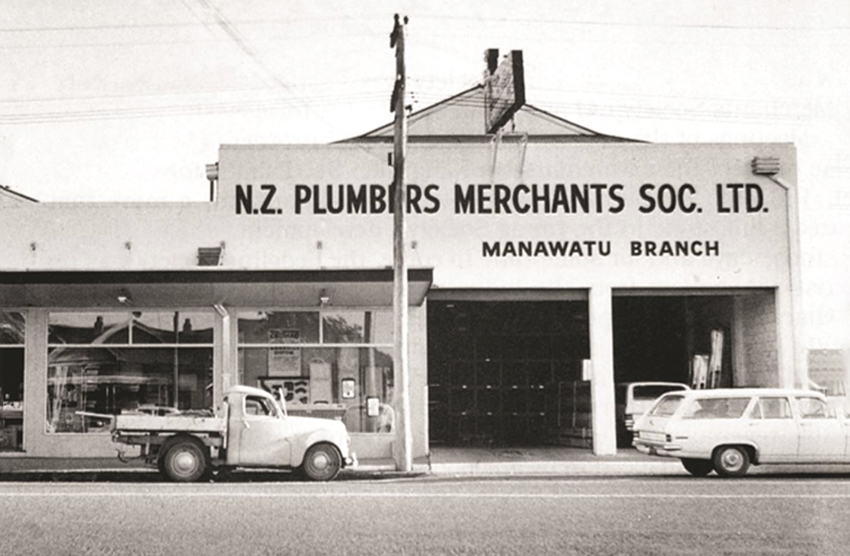 N.Z. PLUMBERS MERCHANTS SOC. LTD.
MANAWATU BRANCH